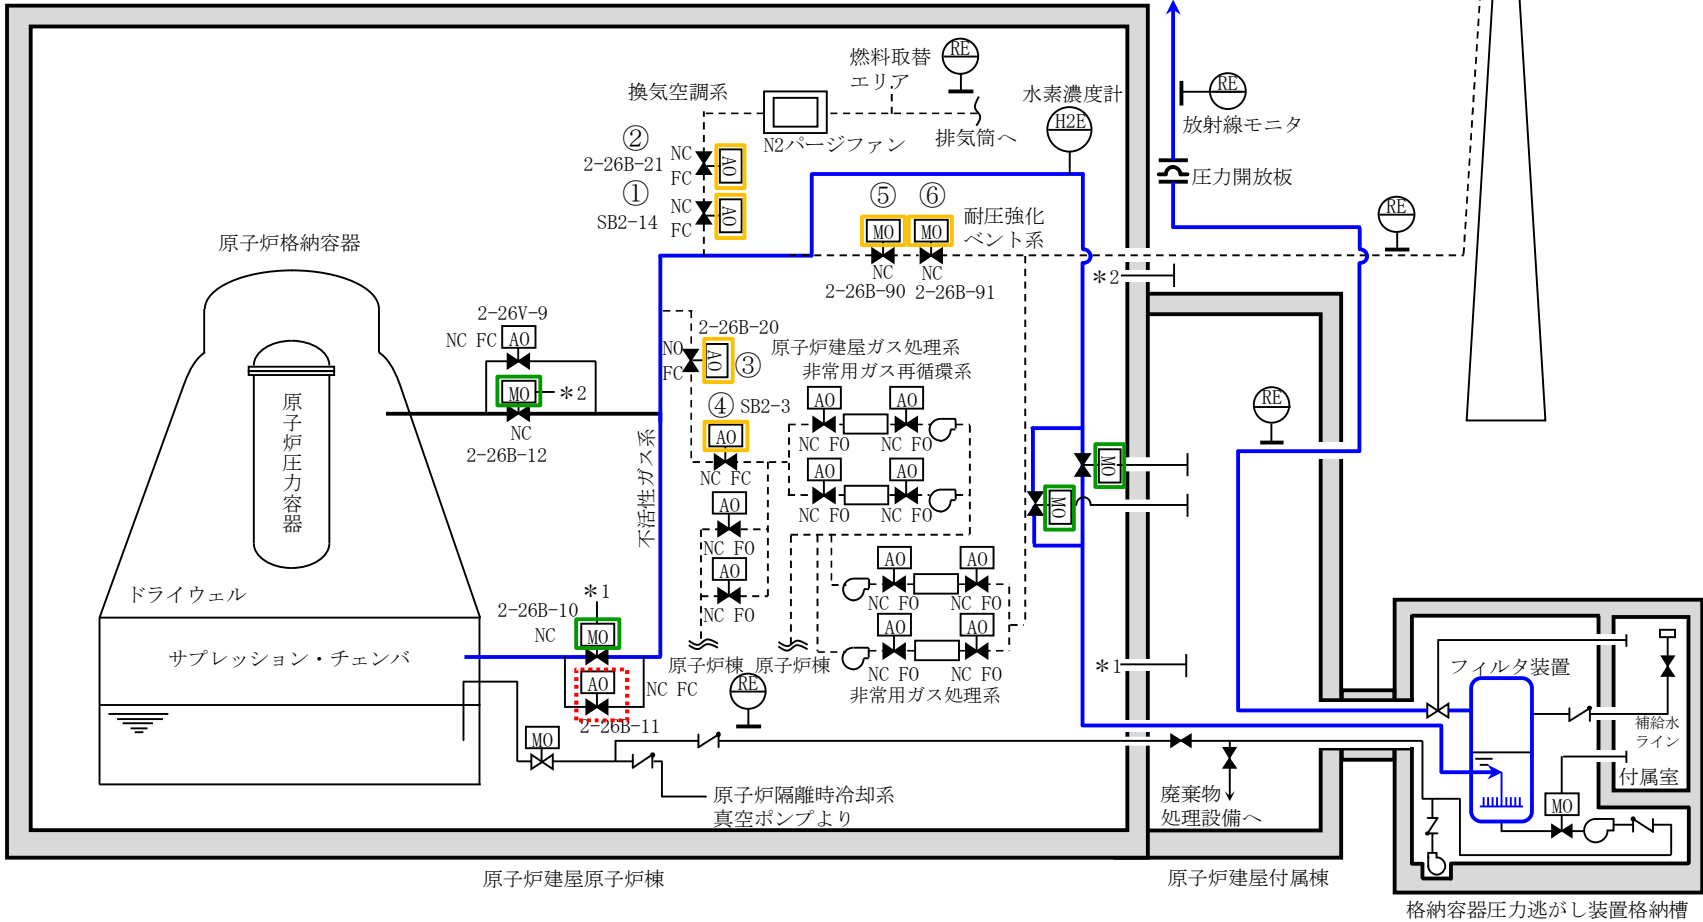 燃料取替
エリア
RE
換気空調系
N2パージファン
排気筒へ
水素濃度計
H2E
RE
放射線モニタ
圧力開放板
RE
②
2-26B-21
NC
FC
AO
①
SB2-14
NC
FC
AO
⑤
⑥
MO
MO
NC
NC
2-26B-90
2-26B-91
耐圧強化
ベント系
*2
原子炉格納容器
2-26V-9
NC FC
AO
MO
*2
NC
2-26B-12
2-26B-20
NO
FC
AO
③
④
SB2-3
AO
NC FC
原子炉建屋ガス処理系
非常用ガス再循環系
AO
AO
NC FO
NC FO
AO
AO
NC FO
NC FO
AO
NC FO
AO
NC FO
AO
AO
NC FO
NC FO
AO
AO
NC FO
NC FO
原子炉棟
原子炉棟
非常用ガス処理系
RE
不活性ガス系
原子炉圧力容器
ドライウェル
サプレッション・チェンバ
*1
2-26B-10
NC
MO
AO
NC FC
2-26B-11
MO
原子炉隔離時冷却系
真空ポンプより
MO
MO
RE
*1
廃棄物
処理設備へ
フィルタ装置
補給水
ライン
付属室
MO
原子炉建屋原子炉棟
原子炉建屋付属棟
格納容器圧力逃がし装置格納槽